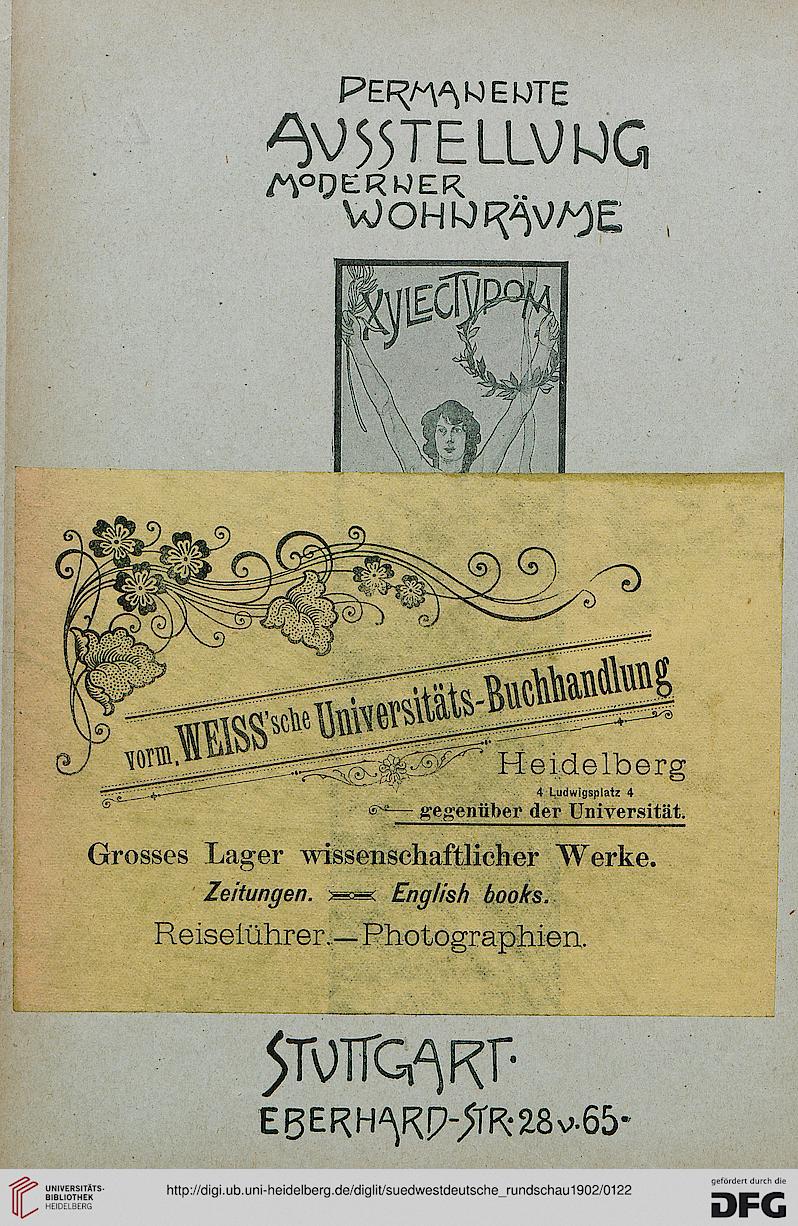 PERMANENTE
AUSSTELLUNG
MODERNER
WOHNRÄUME
XYLECTYPOM
vorm. WEISS'sche Universitäts-Buchhandlung
Heidelberg
4 Ludwigsplatz 4
gegenüber der Universität.
Grosses Lager wissenschaftlicher Werke.
Zeitungen. English books.
Reiseführer.—Photographien.
STUTTGART·
EBERHARD-STR·28 u·65·
UNIVERSITÄTS-
BIBLIOTHEK
HEIDELBERG
http://digi.ub.uni-heidelberg.de/diglit/suedwestdeutsche_rundschau1902/0122
gefördert durch die
DFG